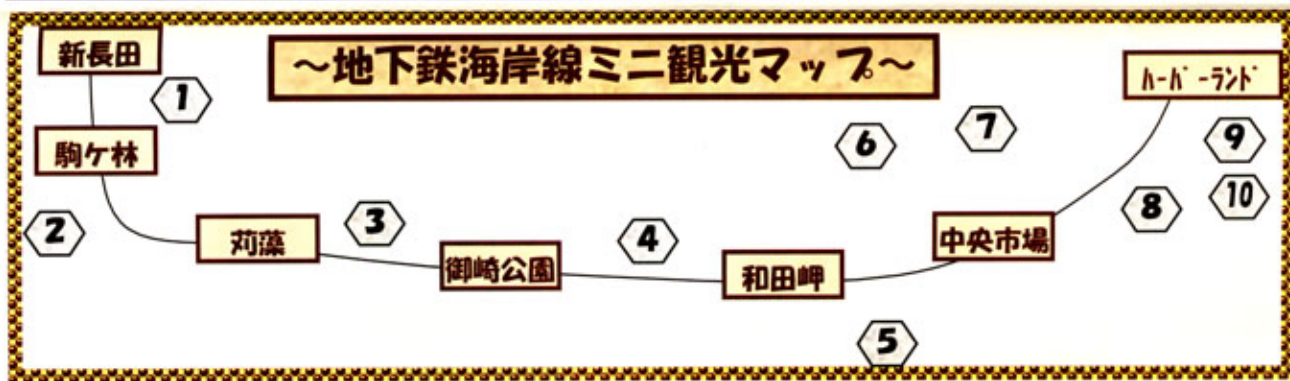 ～地下鉄海岸線ミニ観光マップ～
新長田
ﾊｰﾊﾞｰﾗﾝﾄﾞ
1
7
6
9
駒ケ林
10
8
3
2
4
苅藻
中央市場
御崎公園
和田岬
5